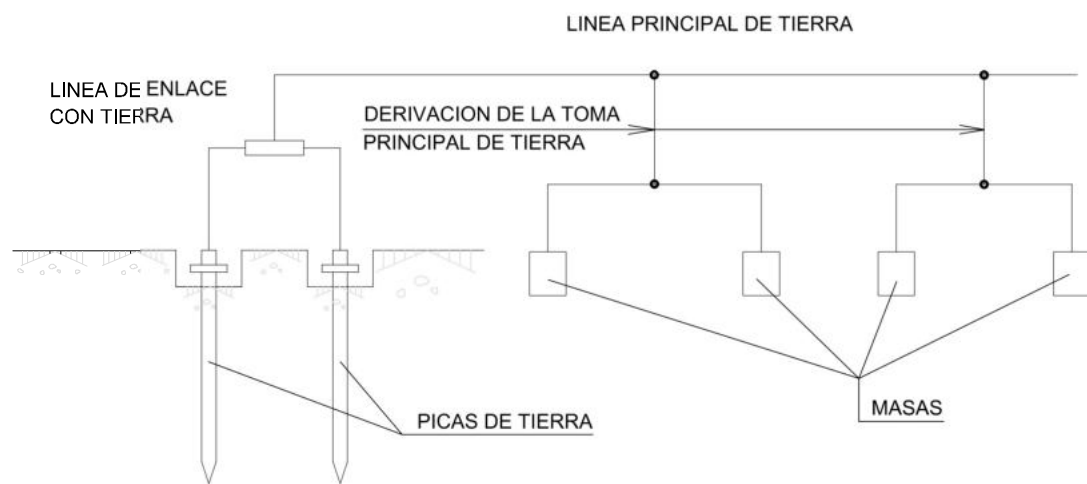 LINEA PRINCIPAL DE TIERRA
LINEA DE ENLACE
CON TIERRA
DERIVACION DE LA TOMA
PRINCIPAL DE TIERRA
PICAS DE TIERRA
MASAS